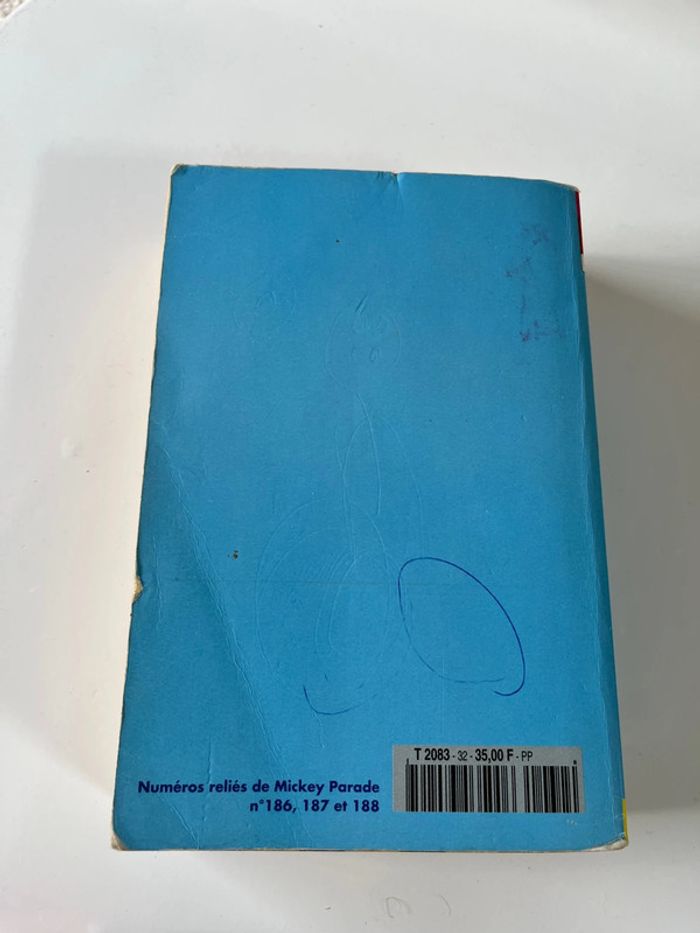 T 2083 - 32 - 35,00 F - PP
Numéros reliés de Mickey Parade
n°186, 187 et 188